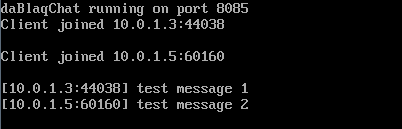 daBlaqChat running on port 8085
Client joined 10.0.1.3:44038
Client joined 10.0.1.5:60160
[10.0.1.3:44038] test message 1
[10.0.1.5:60160] test message 2